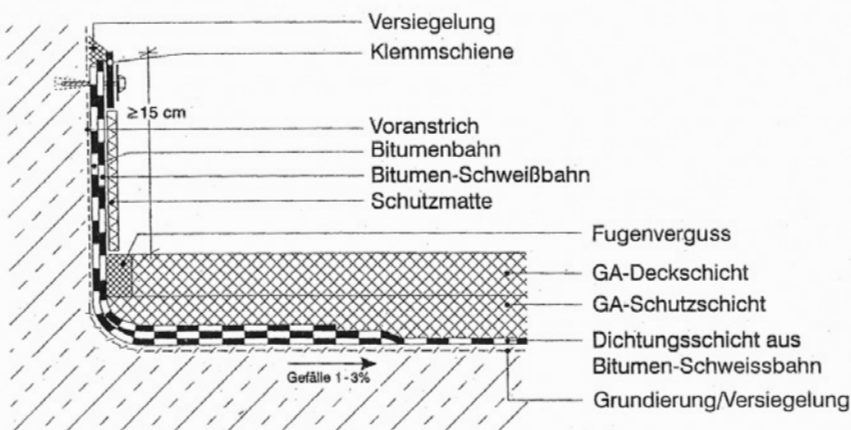 Versiegelung
Klemmschiene
≥15 cm
Voranstrich
Bitumenbahn
Bitumen-Schweißbahn
Schutzmatte
Fugenverguss
GA-Deckschicht
GA-Schutzschicht
Dichtungsschicht aus
Bitumen-Schweissbahn
Gefälle 1-3%
Grundierung/Versiegelung